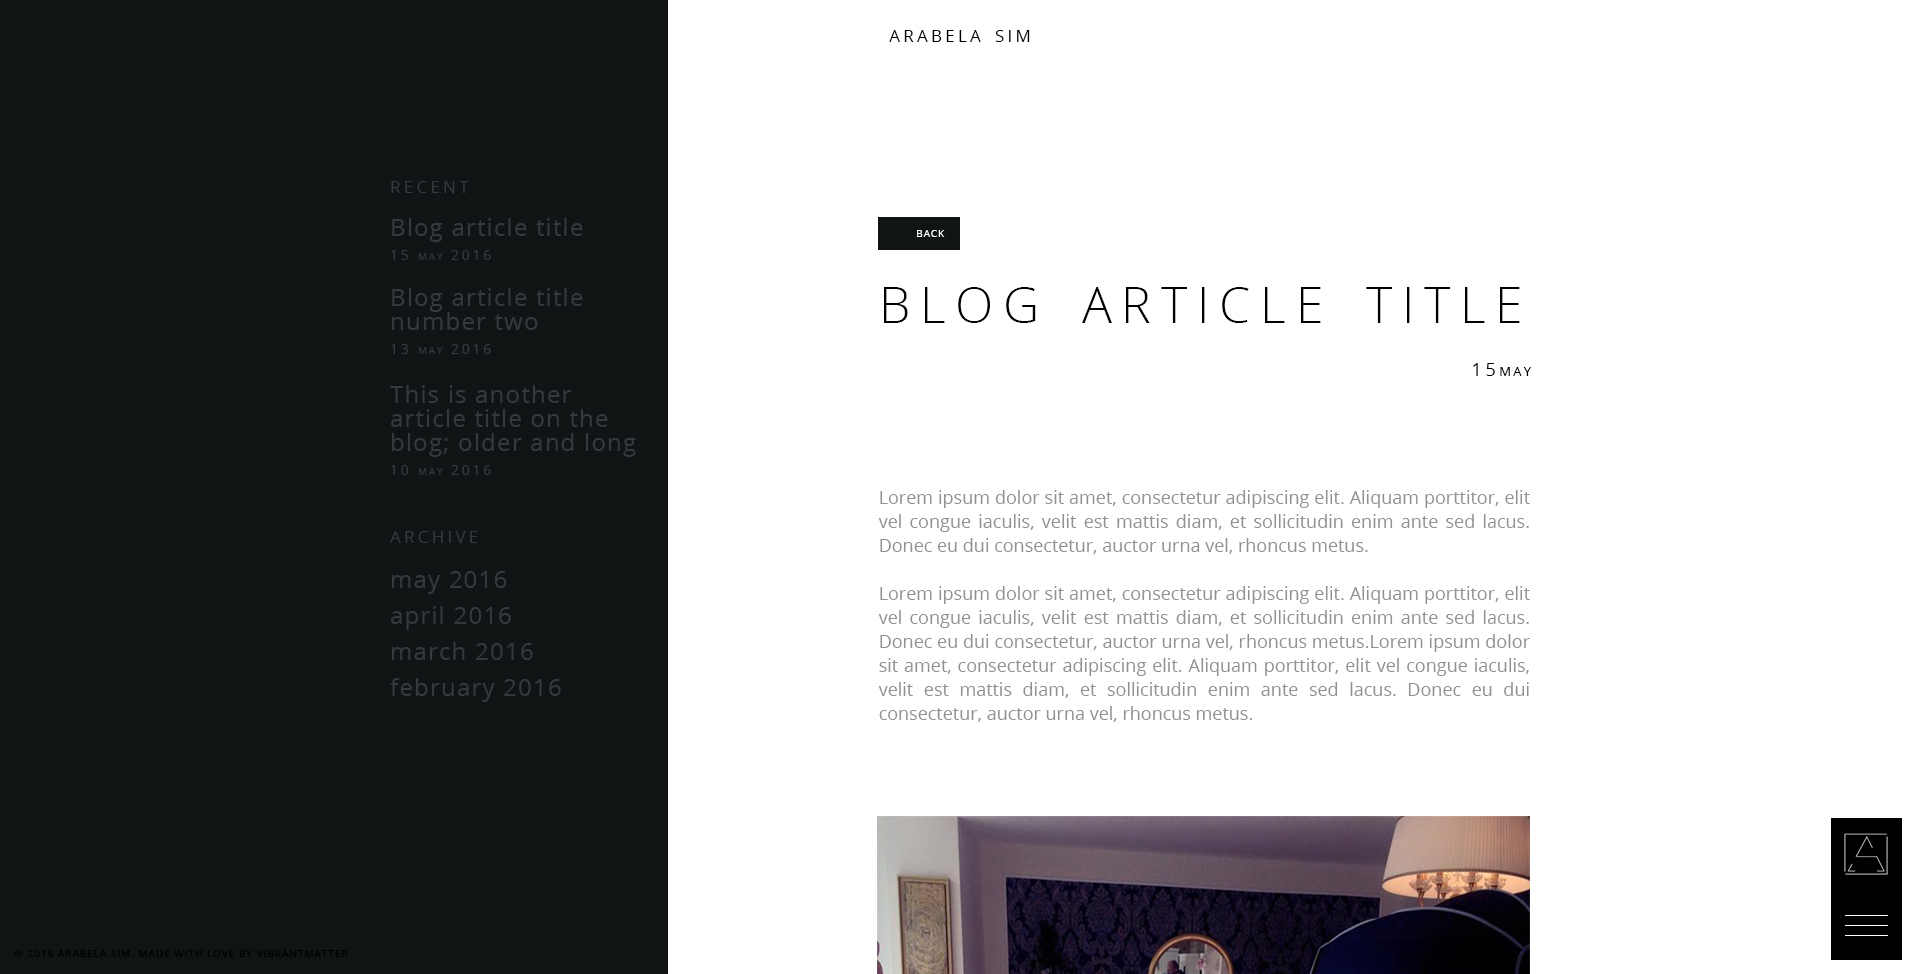 ARABELA SIM
RECENT
Blog article title
15 MAY 2016
Blog article title
number two
13 MAY 2016
This is another
article title on the
blog; older and long
10 MAY 2016
ARCHIVE
may 2016
april 2016
march 2016
february 2016
© 2016 ARABELA SIM. MADE WITH LOVE BY VIBRÄNTMATTER
BACK
BLOG ARTICLE TITLE
15MAY
Lorem ipsum dolor sit amet, consectetur adipiscing elit. Aliquam porttitor, elit
vel congue iaculis, velit est mattis diam, et sollicitudin enim ante sed lacus.
Donec eu dui consectetur, auctor urna vel, rhoncus metus.
Lorem ipsum dolor sit amet, consectetur adipiscing elit. Aliquam porttitor, elit
vel congue iaculis, velit est mattis diam, et sollicitudin enim ante sed lacus.
Donec eu dui consectetur, auctor urna vel, rhoncus metus.Lorem ipsum dolor
sit amet, consectetur adipiscing elit. Aliquam porttitor, elit vel congue iaculis,
velit est mattis diam, et sollicitudin enim ante sed lacus. Donec eu dui
consectetur, auctor urna vel, rhoncus metus.